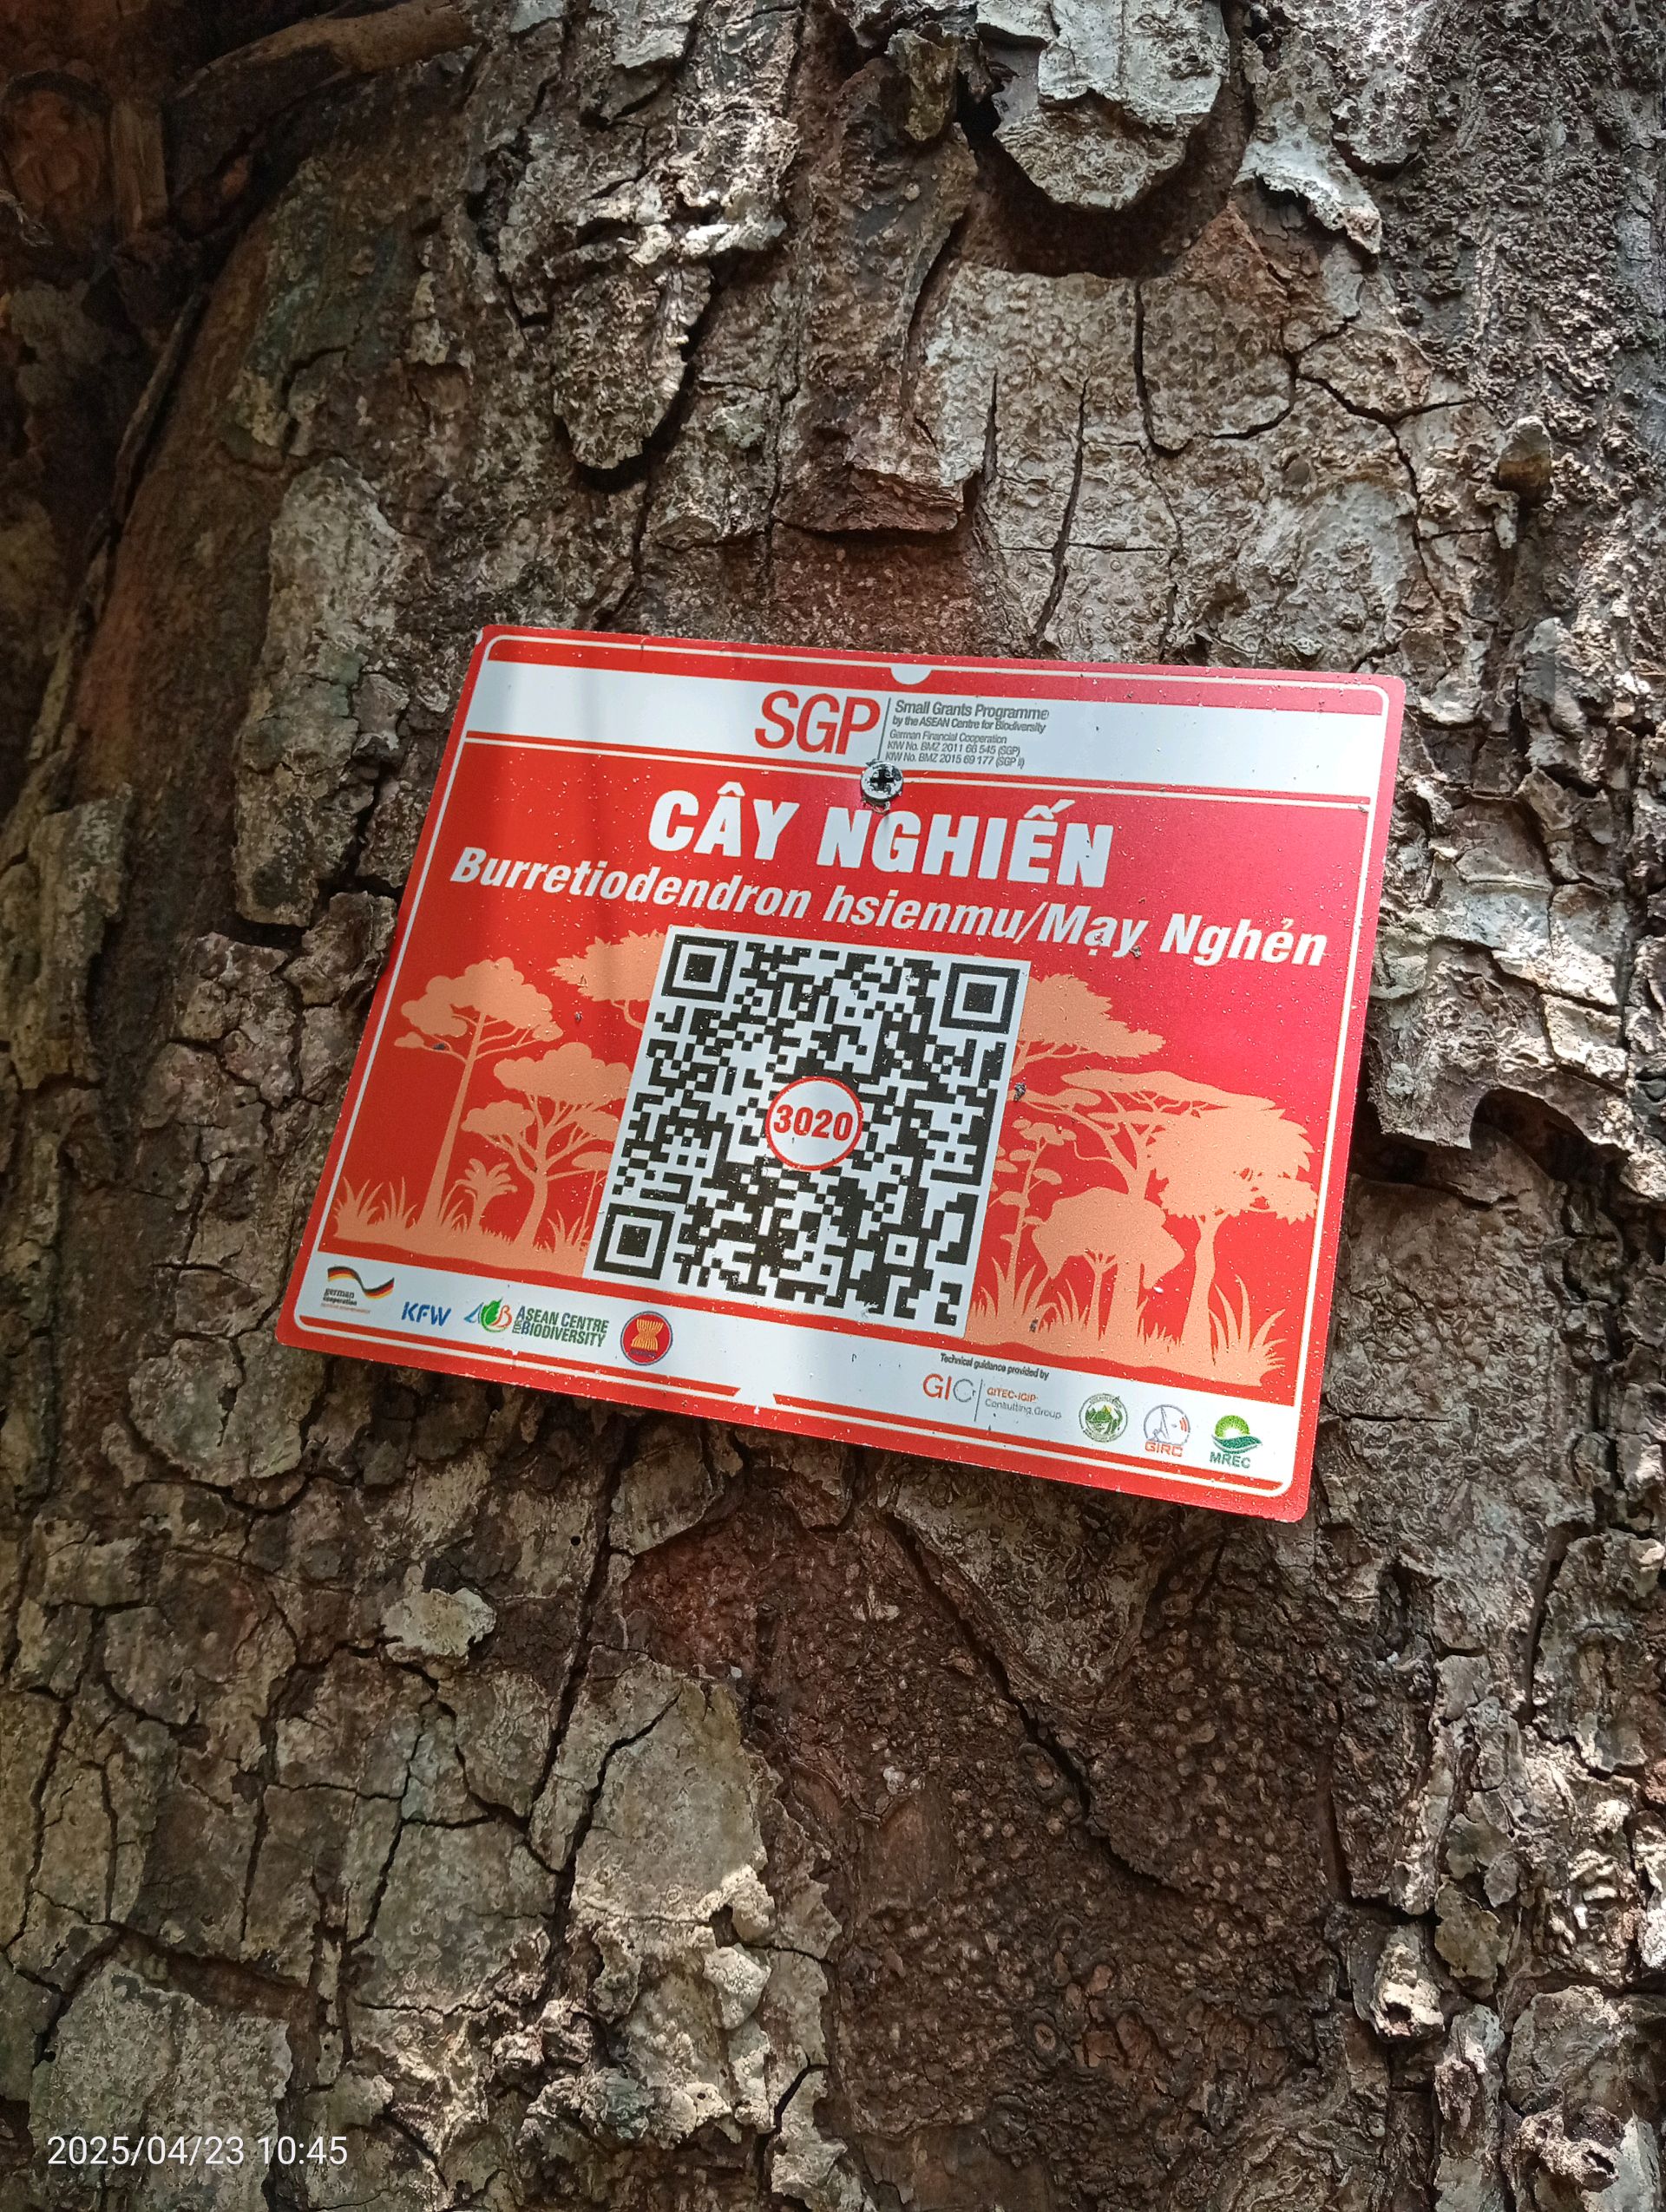 SGP
Small Grants Programme
by the ASEAN Centre for Biodiversity
German Financial Cooperation
KfW No. BMZ 2011 66 545 (SGP)
KfW No. BMZ 2015 69 177 (SGP II)
CÂY NGHIẾN
Burretiodendron hsienmu/Mạy Nghẻn
3020
german
cooperation
KFW
ASEAN CENTRE
FOR BIODIVERSITY
Technical guidance provided by
GITEC-IGIP
Consulting Group
GIRC
MREC
2025/04/23 10:45